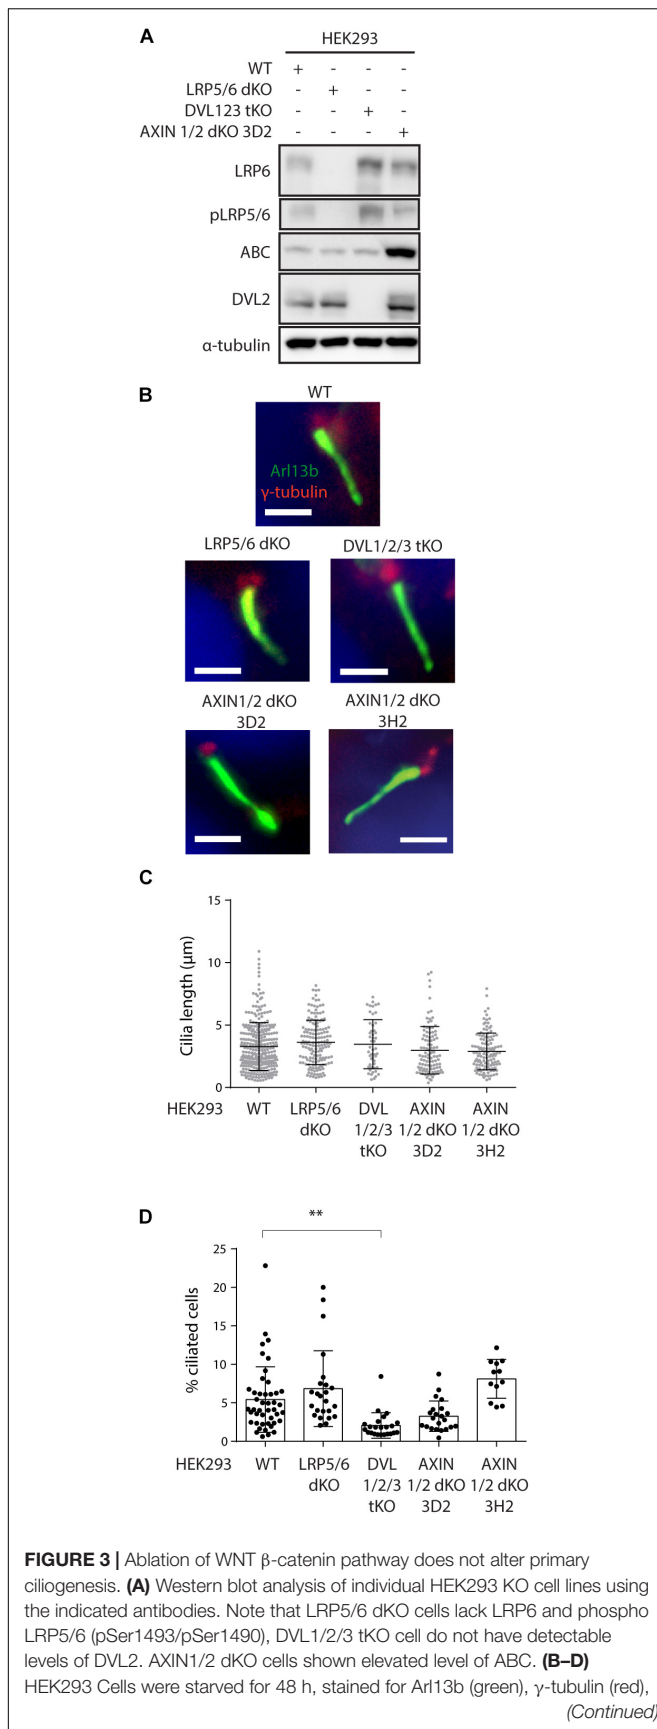 A
HEK293
WT + - - -
LRP5/6 dKO - + - -
DVL123 tKO - - + -
AXIN 1/2 dKO 3D2 - - - +
LRP6
pLRP5/6
ABC
DVL2
α-tubulin
B
WT
Arl13b
γ-tubulin
LRP5/6 dKO
DVL1/2/3 tKO
AXIN1/2 dKO
3D2
AXIN1/2 dKO
3H2
C
Cilia length (μm)
15
10
5
0
HEK293 WT LRP5/6 DVL AXIN AXIN
dKO 1/2/3 1/2 dKO 1/2 dKO
tKO 3D2 3H2
D
**
% ciliated cells
25
20
15
10
5
0
HEK293 WT LRP5/6 DVL AXIN AXIN
dKO 1/2/3 1/2 dKO 1/2 dKO
tKO 3D2 3H2
FIGURE 3 | Ablation of WNT β-catenin pathway does not alter primary
ciliogenesis. (A) Western blot analysis of individual HEK293 KO cell lines using
the indicated antibodies. Note that LRP5/6 dKO cells lack LRP6 and phospho
LRP5/6 (pSer1493/pSer1490), DVL1/2/3 tKO cell do not have detectable
levels of DVL2. AXIN1/2 dKO cells shown elevated level of ABC. (B–D)
HEK293 Cells were starved for 48 h, stained for Arl13b (green), γ-tubulin (red),
(Continued)